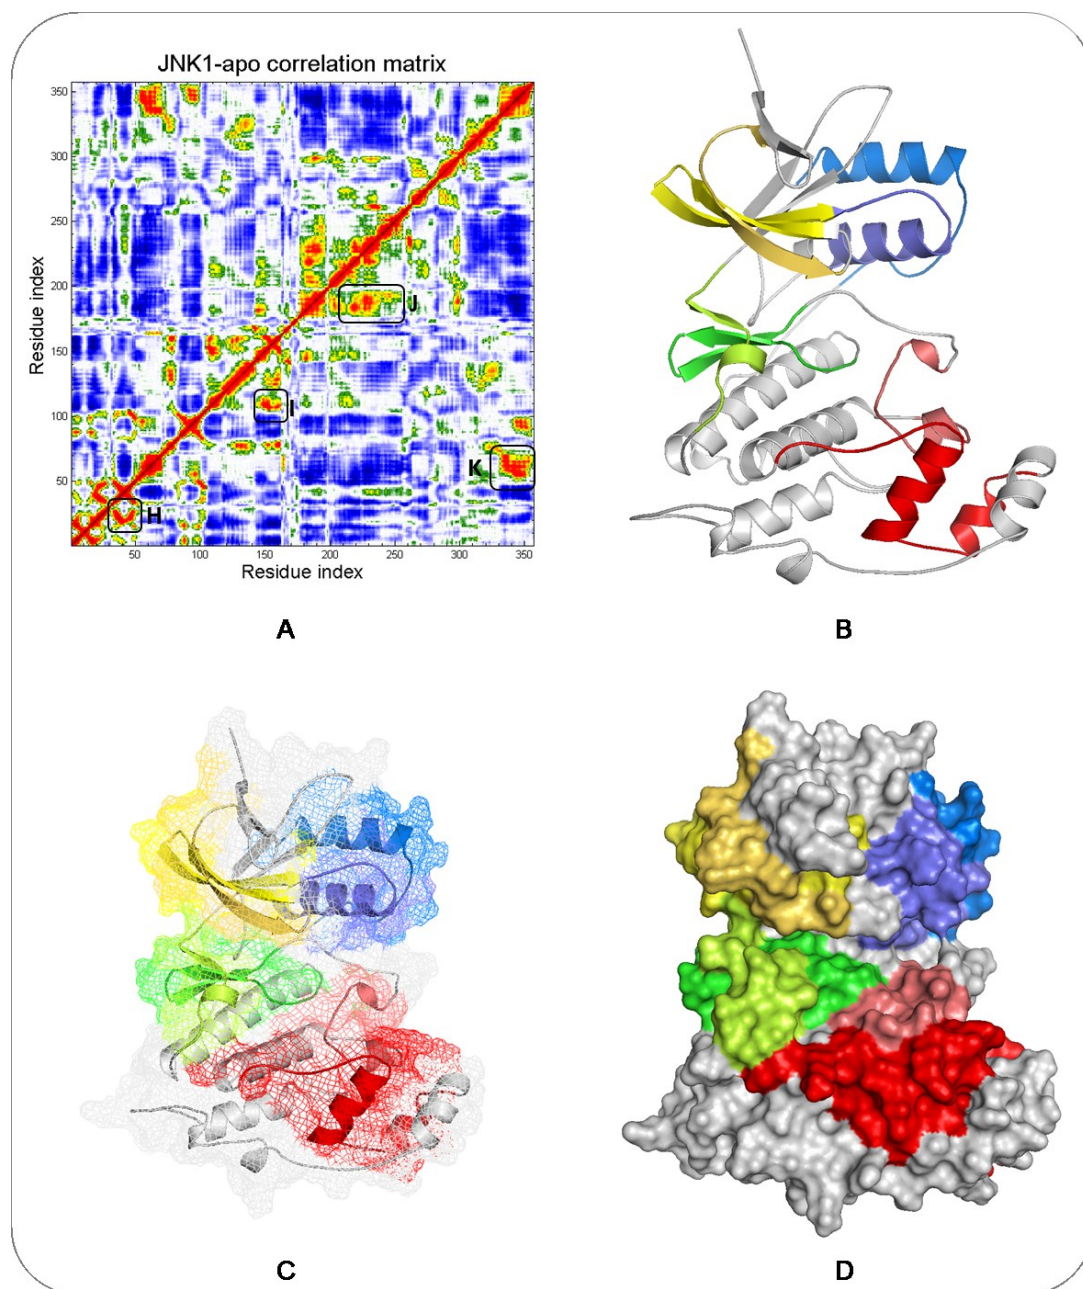 JNK1-apo correlation matrix
350
300
250
200
150
100
50
Residue index
J
I
K
H
50 100 150 200 250 300 350
Residue index
A
B
C
D